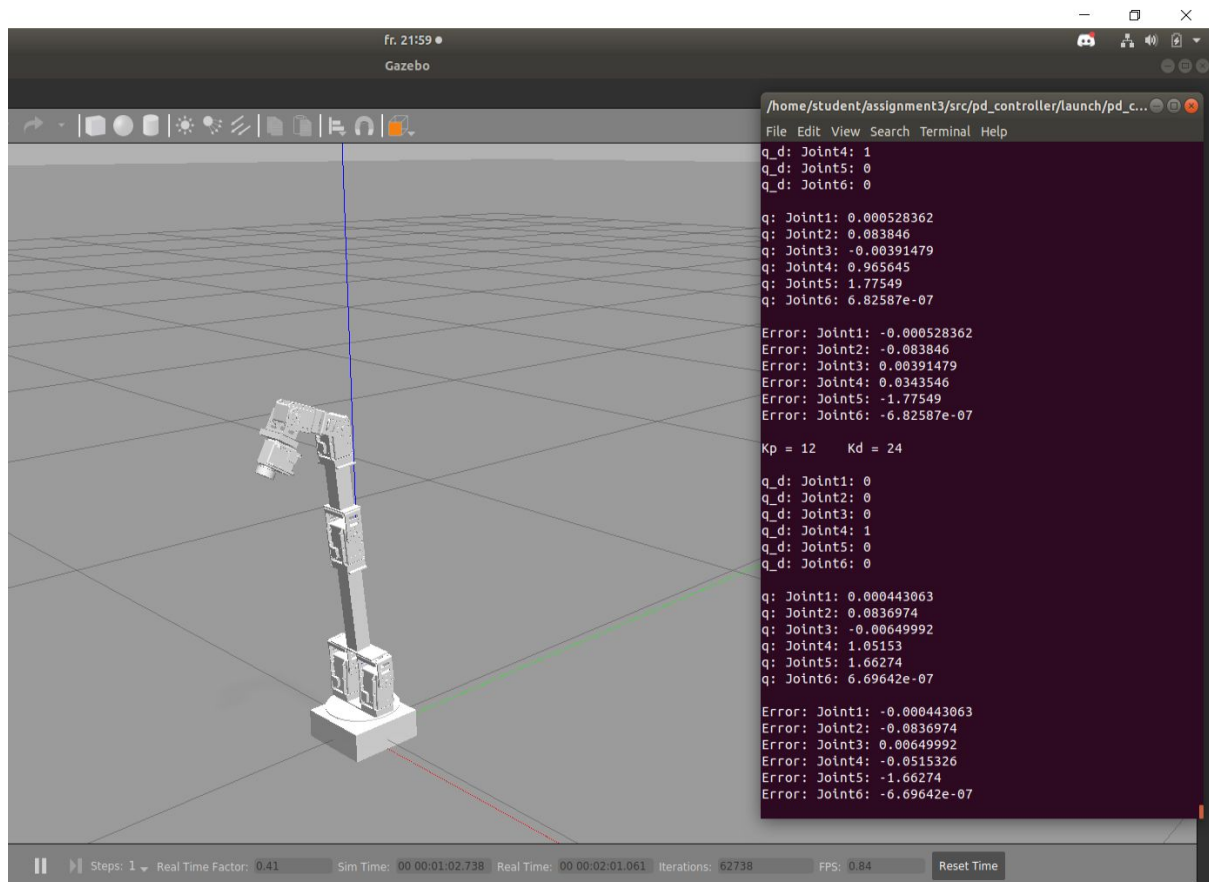 fr. 21:59
Gazebo
/home/student/assignment3/src/pd_controller/launch/pd_c...
File Edit View Search Terminal Help
q_d: Joint4: 1
q_d: Joint5: 0
q_d: Joint6: 0
q: Joint1: 0.000528362
q: Joint2: 0.083846
q: Joint3: -0.00391479
q: Joint4: 0.965645
q: Joint5: 1.77549
q: Joint6: 6.82587e-07
Error: Joint1: -0.000528362
Error: Joint2: -0.083846
Error: Joint3: 0.00391479
Error: Joint4: 0.0343546
Error: Joint5: -1.77549
Error: Joint6: -6.82587e-07
Kp = 12 Kd = 24
q_d: Joint1: 0
q_d: Joint2: 0
q_d: Joint3: 0
q_d: Joint4: 1
q_d: Joint5: 0
q_d: Joint6: 0
q: Joint1: 0.000443063
q: Joint2: 0.0836974
q: Joint3: -0.00649992
q: Joint4: 1.05153
q: Joint5: 1.66274
q: Joint6: 6.69642e-07
Error: Joint1: -0.000443063
Error: Joint2: -0.0836974
Error: Joint3: 0.00649992
Error: Joint4: -0.0515326
Error: Joint5: -1.66274
Error: Joint6: -6.69642e-07
Steps: 1 Real Time Factor: 0.41 Sim Time: 00 00:01:02.738 Real Time: 00 00:02:01.061 Iterations: 62738 FPS: 0.84 Reset Time